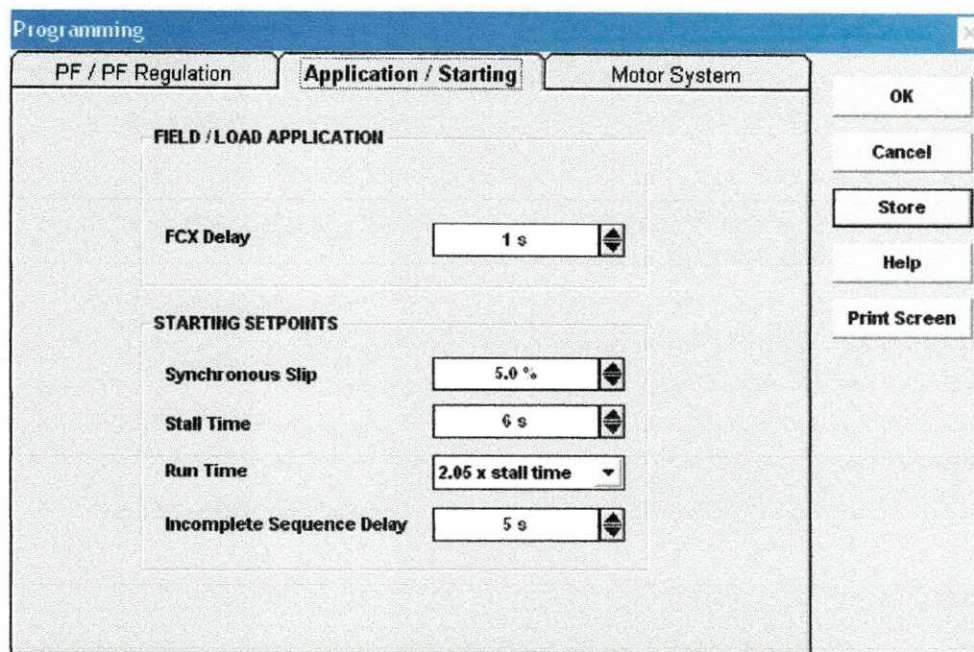 Programming
PF / PF Regulation
Application / Starting
Motor System
OK
Cancel
Store
Help
Print Screen
FIELD / LOAD APPLICATION
FCX Delay
1 s
STARTING SETPOINTS
Synchronous Slip
5.0 %
Stall Time
6 s
Run Time
2.05 x stall time
Incomplete Sequence Delay
5 s